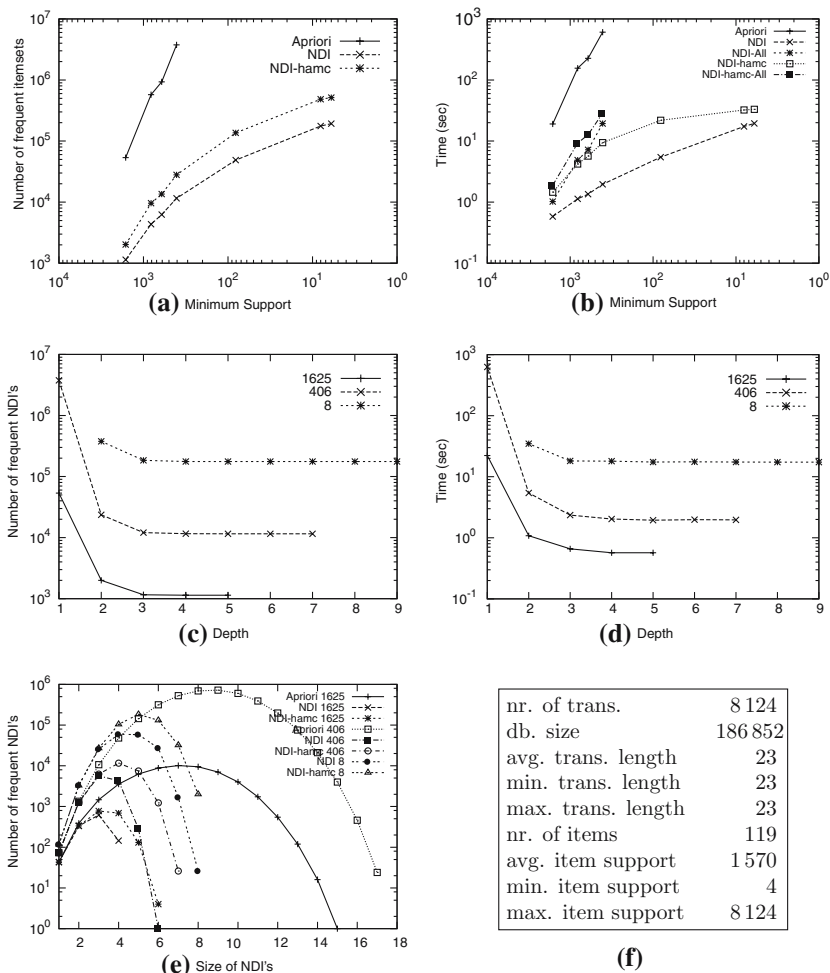 Number of frequent itemsets
10^7
10^6
10^5
10^4
10^3
Apriori
NDI
NDI-hamc
10^4 10^3 10^2 10^1 10^0
(a) Minimum Support
Time (sec)
10^3
10^2
10^1
10^0
10^-1
Apriori
NDI
NDI-All
NDI-hamc
NDI-hamc-All
10^4 10^3 10^2 10^1 10^0
(b) Minimum Support
Number of frequent NDI's
10^7
10^6
10^5
10^4
10^3
1625
406
8
1 2 3 4 5 6 7 8 9
(c) Depth
Time (sec)
10^3
10^2
10^1
10^0
10^-1
1625
406
8
1 2 3 4 5 6 7 8 9
(d) Depth
Number of frequent NDI's
10^6
10^5
10^4
10^3
10^2
10^1
10^0
Apriori 1625
NDI 1625
NDI-hamc 1625
Apriori 406
NDI 406
NDI-hamc 406
NDI 8
NDI-hamc 8
2 4 6 8 10 12 14 16 18
(e) Size of NDI's
nr. of trans. 8 124
db. size 186 852
avg. trans. length 23
min. trans. length 23
max. trans. length 23
nr. of items 119
avg. item support 1 570
min. item support 4
max. item support 8 124
(f)